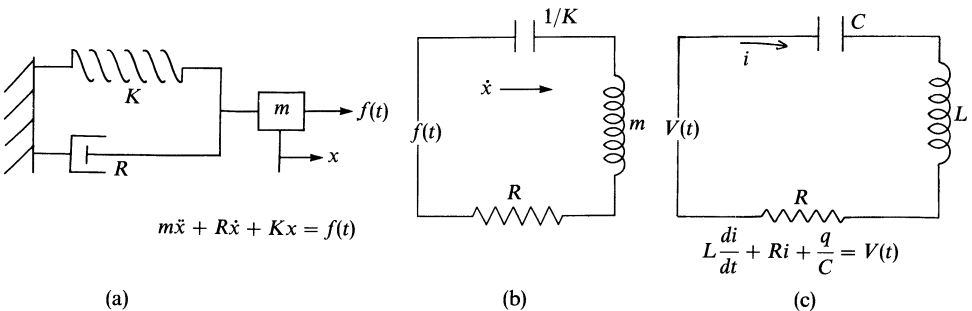 K
R
m
f(t)
x
mẍ + Rẋ + Kx = f(t)
(a)
1/K
ẋ
f(t)
m
R
(b)
C
i
V(t)
L
R
L di/dt + Ri + q/C = V(t)
(c)